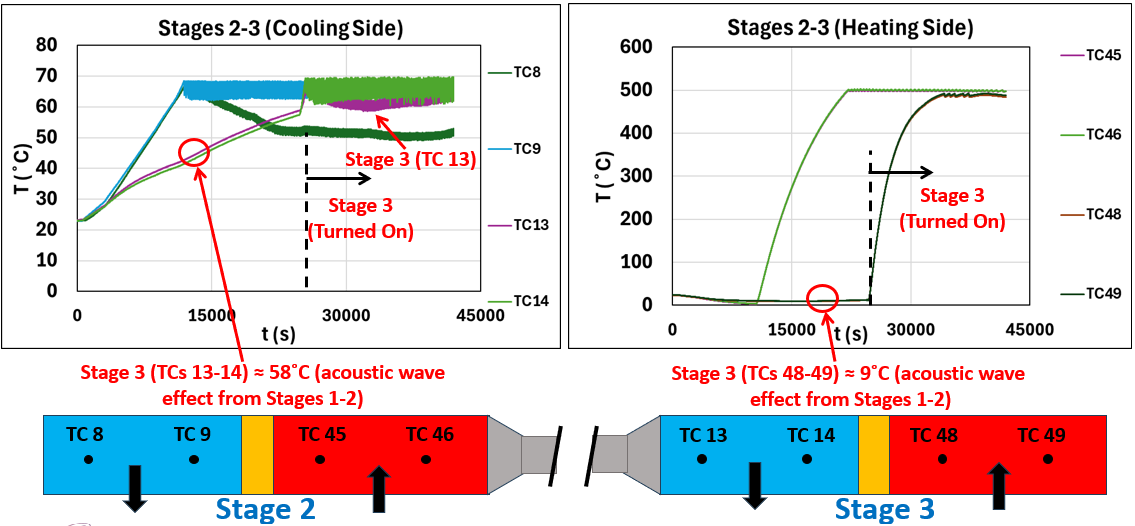 Stages 2-3 (Cooling Side)
80
70
60
50
40
30
20
10
0
T (˚C)
0
15000
30000
45000
t (s)
TC8
TC9
TC13
TC14
Stage 3 (TC 13)
Stage 3
(Turned On)
Stages 2-3 (Heating Side)
600
500
400
300
200
100
0
T (˚C)
0
15000
30000
45000
t (s)
TC45
TC46
TC48
TC49
Stage 3
(Turned On)
Stage 3 (TCs 13-14) ≈ 58˚C (acoustic wave
effect from Stages 1-2)
Stage 3 (TCs 48-49) ≈ 9˚C (acoustic wave
effect from Stages 1-2)
TC 8
TC 9
TC 45
TC 46
Stage 2
TC 13
TC 14
TC 48
TC 49
Stage 3